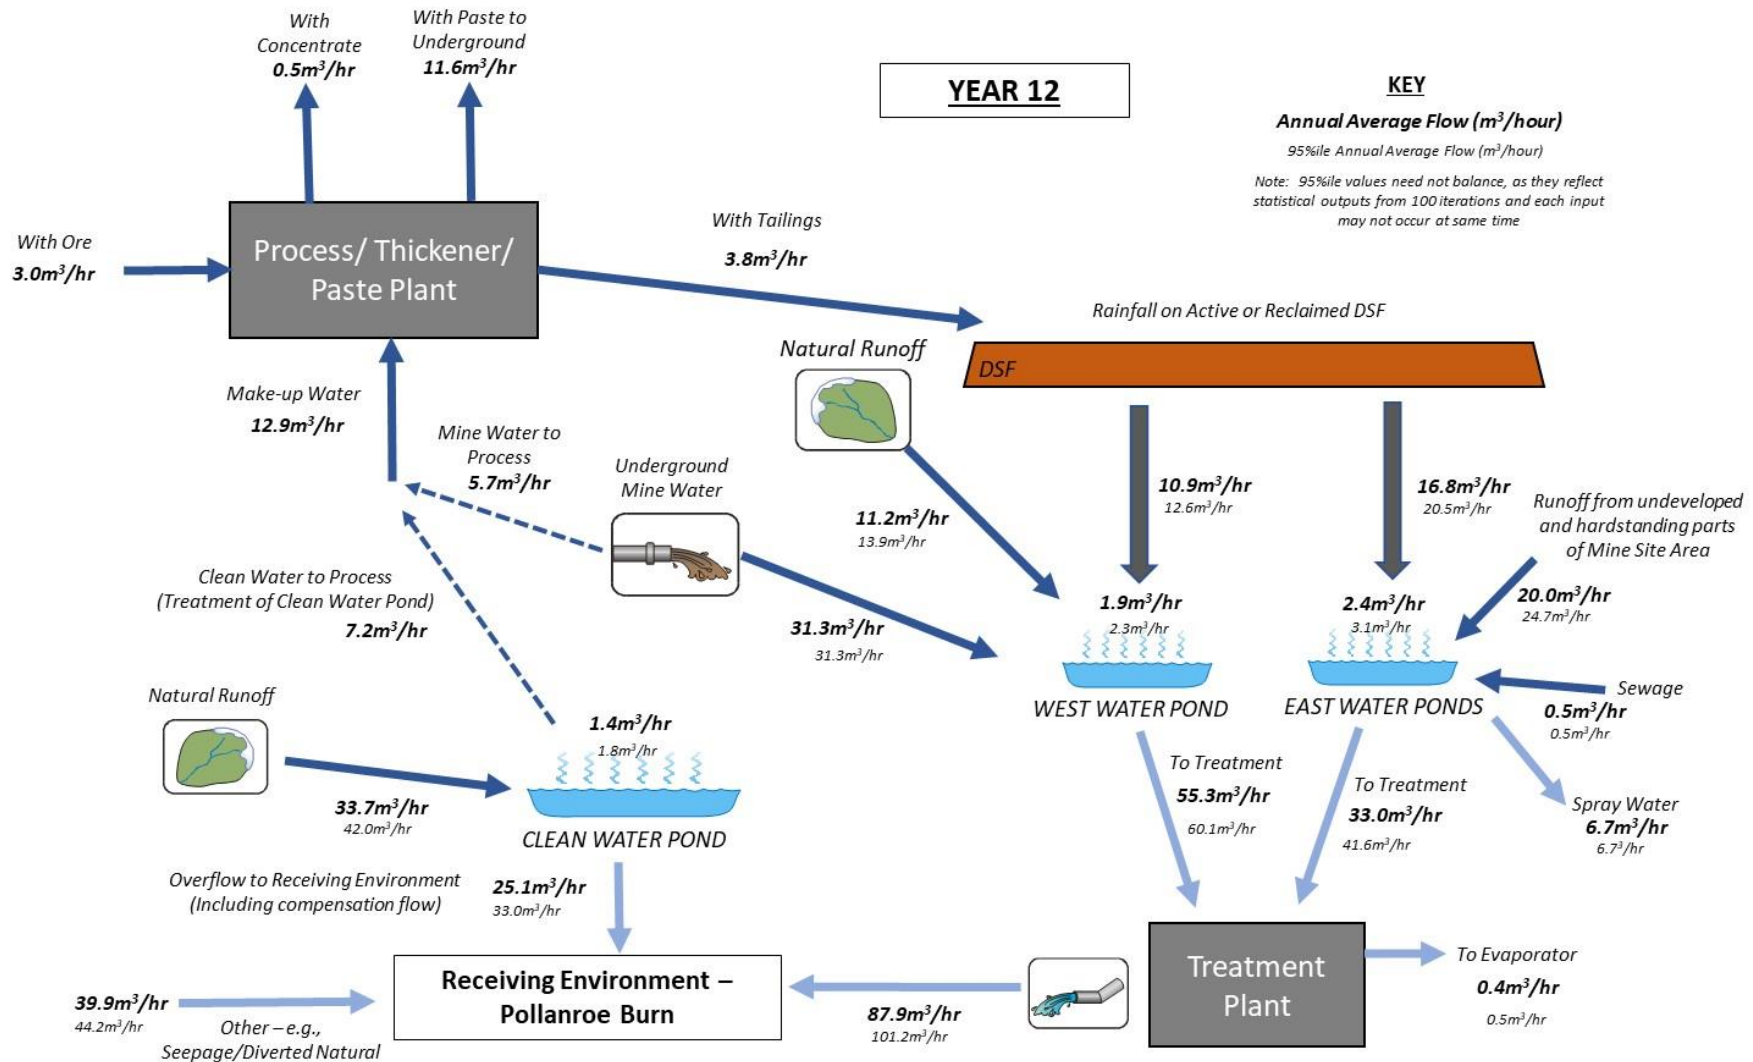 With
Concentrate
0.5m³/hr
With Paste to
Underground
11.6m³/hr
YEAR 12
KEY
Annual Average Flow (m³/hour)
95%ile Annual Average Flow (m³/hour)
Note: 95%ile values need not balance, as they reflect
statistical outputs from 100 iterations and each input
may not occur at same time
With Ore
3.0m³/hr
Process/ Thickener/
Paste Plant
With Tailings
3.8m³/hr
Rainfall on Active or Reclaimed DSF
DSF
Natural Runoff
Make-up Water
12.9m³/hr
Mine Water to
Process
5.7m³/hr
Underground
Mine Water
11.2m³/hr
13.9m³/hr
10.9m³/hr
12.6m³/hr
16.8m³/hr
20.5m³/hr
Runoff from undeveloped
and hardstanding parts
of Mine Site Area
20.0m³/hr
24.7m³/hr
Clean Water to Process
(Treatment of Clean Water Pond)
7.2m³/hr
31.3m³/hr
31.3m³/hr
1.9m³/hr
2.3m³/hr
2.4m³/hr
3.1m³/hr
WEST WATER POND
EAST WATER PONDS
Sewage
0.5m³/hr
0.5m³/hr
Natural Runoff
33.7m³/hr
42.0m³/hr
1.4m³/hr
1.8m³/hr
CLEAN WATER POND
To Treatment
55.3m³/hr
60.1m³/hr
To Treatment
33.0m³/hr
41.6m³/hr
Spray Water
6.7m³/hr
6.7³/hr
Overflow to Receiving Environment
(Including compensation flow)
25.1m³/hr
33.0m³/hr
Receiving Environment –
Pollanroe Burn
39.9m³/hr
44.2m³/hr
Other – e.g.,
Seepage/Diverted Natural
87.9m³/hr
101.2m³/hr
Treatment
Plant
To Evaporator
0.4m³/hr
0.5m³/hr